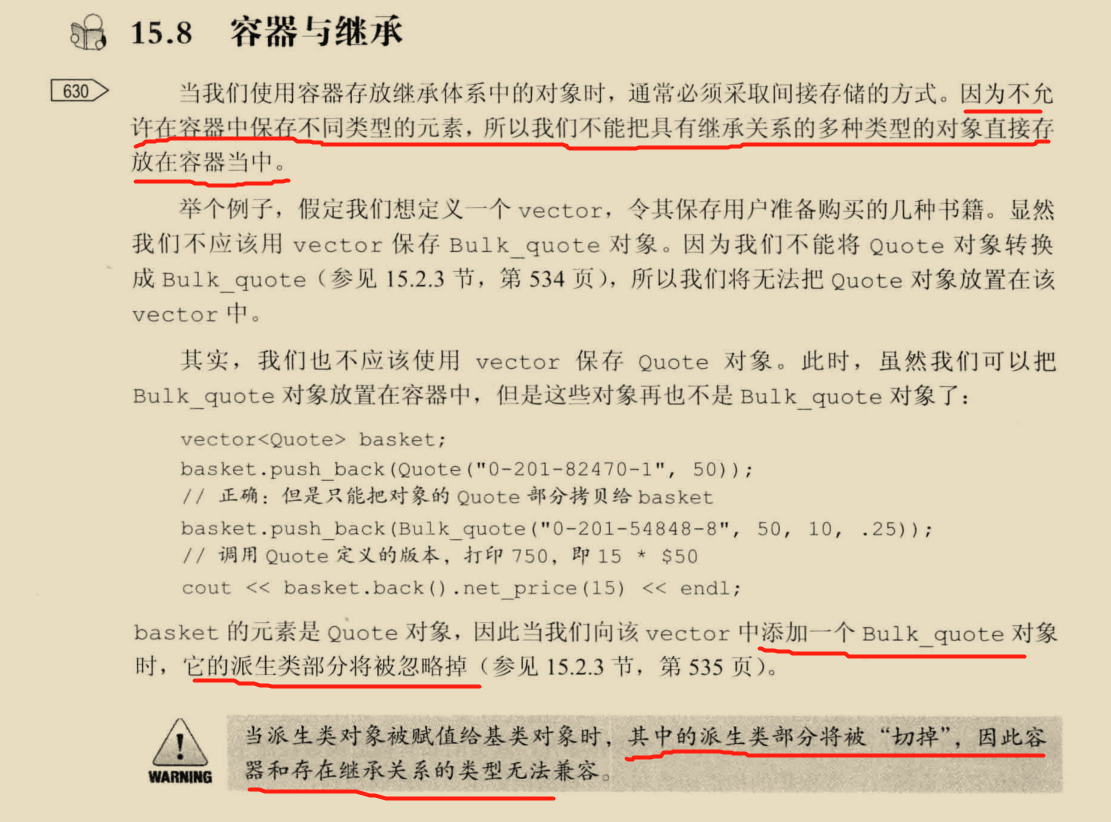 15.8 容器与继承
630
当我们使用容器存放继承体系中的对象时，通常必须采取间接存储的方式。因为不允
许在容器中保存不同类型的元素，所以我们不能把具有继承关系的多种类型的对象直接存
放在容器当中。
举个例子，假定我们想定义一个 vector，令其保存用户准备购买的几种书籍。显然
我们不应该用 vector 保存 Bulk_quote 对象。因为我们不能将 Quote 对象转换
成 Bulk_quote（参见 15.2.3 节，第 534 页），所以我们将无法把 Quote 对象放置在该
vector 中。
其实，我们也不应该使用 vector 保存 Quote 对象。此时，虽然我们可以把
Bulk_quote 对象放置在容器中，但是这些对象再也不是 Bulk_quote 对象了：
vector<Quote> basket;
basket.push_back(Quote("0-201-82470-1", 50));
// 正确：但是只能把对象的 Quote 部分拷贝给 basket
basket.push_back(Bulk_quote("0-201-54848-8", 50, 10, .25));
// 调用 Quote 定义的版本，打印 750，即 15 * $50
cout << basket.back().net_price(15) << endl;
basket 的元素是 Quote 对象，因此当我们向该 vector 中添加一个 Bulk_quote 对象
时，它的派生类部分将被忽略掉（参见 15.2.3 节，第 535 页）。
当派生类对象被赋值给基类对象时，其中的派生类部分将被“切掉”，因此容
器和存在继承关系的类型无法兼容。
WARNING